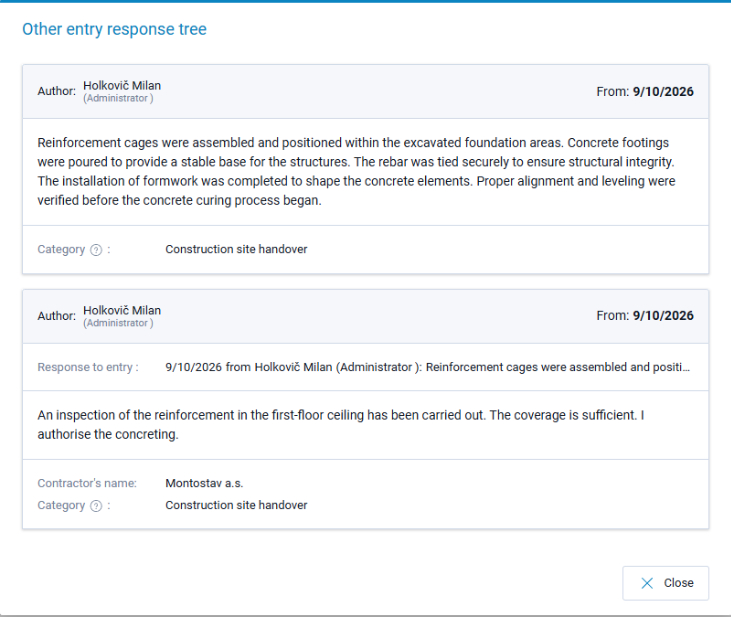 Other entry response tree
Author: Holkovič Milan
(Administrator )
From: 9/10/2026
Reinforcement cages were assembled and positioned within the excavated foundation areas. Concrete footings
were poured to provide a stable base for the structures. The rebar was tied securely to ensure structural integrity.
The installation of formwork was completed to shape the concrete elements. Proper alignment and leveling were
verified before the concrete curing process began.
Category ? : Construction site handover
Author: Holkovič Milan
(Administrator )
From: 9/10/2026
Response to entry : 9/10/2026 from Holkovič Milan (Administrator ): Reinforcement cages were assembled and positi...
An inspection of the reinforcement in the first-floor ceiling has been carried out. The coverage is sufficient. I
authorise the concreting.
Contractor's name: Montostav a.s.
Category ? : Construction site handover
Close